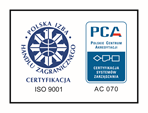 POLSKA IZBA
HANDLU ZAGRANICZNEGO
CERTYFIKACJA
ISO 9001
PCA
POLSKIE CENTRUM
AKREDYTACJI
CERTYFIKACJA
SYSTEMÓW
ZARZĄDZANIA
AC 070